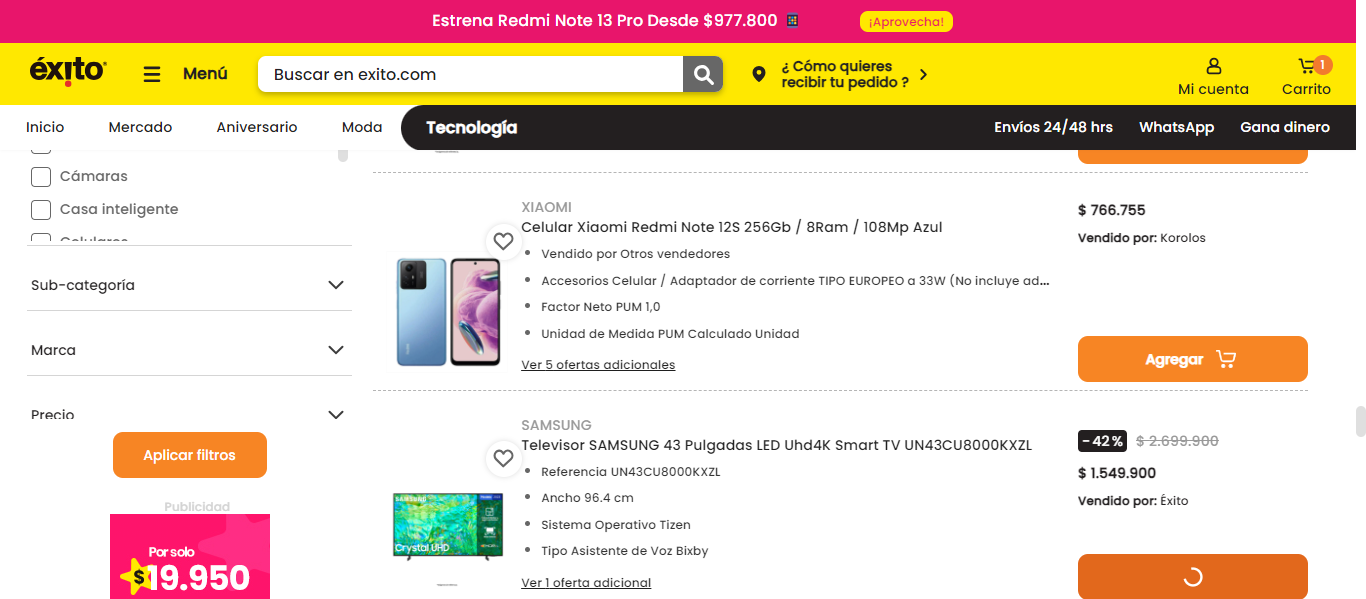 Estrena Redmi Note 13 Pro Desde $977.800
¡Aprovecha!
éxito
Menú
Buscar en exito.com
¿ Cómo quieres
recibir tu pedido ?
Mi cuenta
1
Carrito
Inicio
Mercado
Aniversario
Moda
Tecnología
Envíos 24/48 hrs
WhatsApp
Gana dinero
Cámaras
Casa inteligente
Celulares
Sub-categoría
Marca
Precio
Aplicar filtros
Publicidad
Por solo
$19.950
XIAOMI
Celular Xiaomi Redmi Note 12S 256Gb / 8Ram / 108Mp Azul
Vendido por Otros vendedores
Accesorios Celular / Adaptador de corriente TIPO EUROPEO a 33W (No incluye ad...
Factor Neto PUM 1,0
Unidad de Medida PUM Calculado Unidad
Ver 5 ofertas adicionales
$ 766.755
Vendido por: Korolos
Agregar
SAMSUNG
Televisor SAMSUNG 43 Pulgadas LED Uhd4K Smart TV UN43CU8000KXZL
Referencia UN43CU8000KXZL
Ancho 96.4 cm
Sistema Operativo Tizen
Tipo Asistente de Voz Bixby
Ver 1 oferta adicional
SAMSUNG
Crystal UHD
- 42 %
$ 2.699.900
$ 1.549.900
Vendido por: Éxito